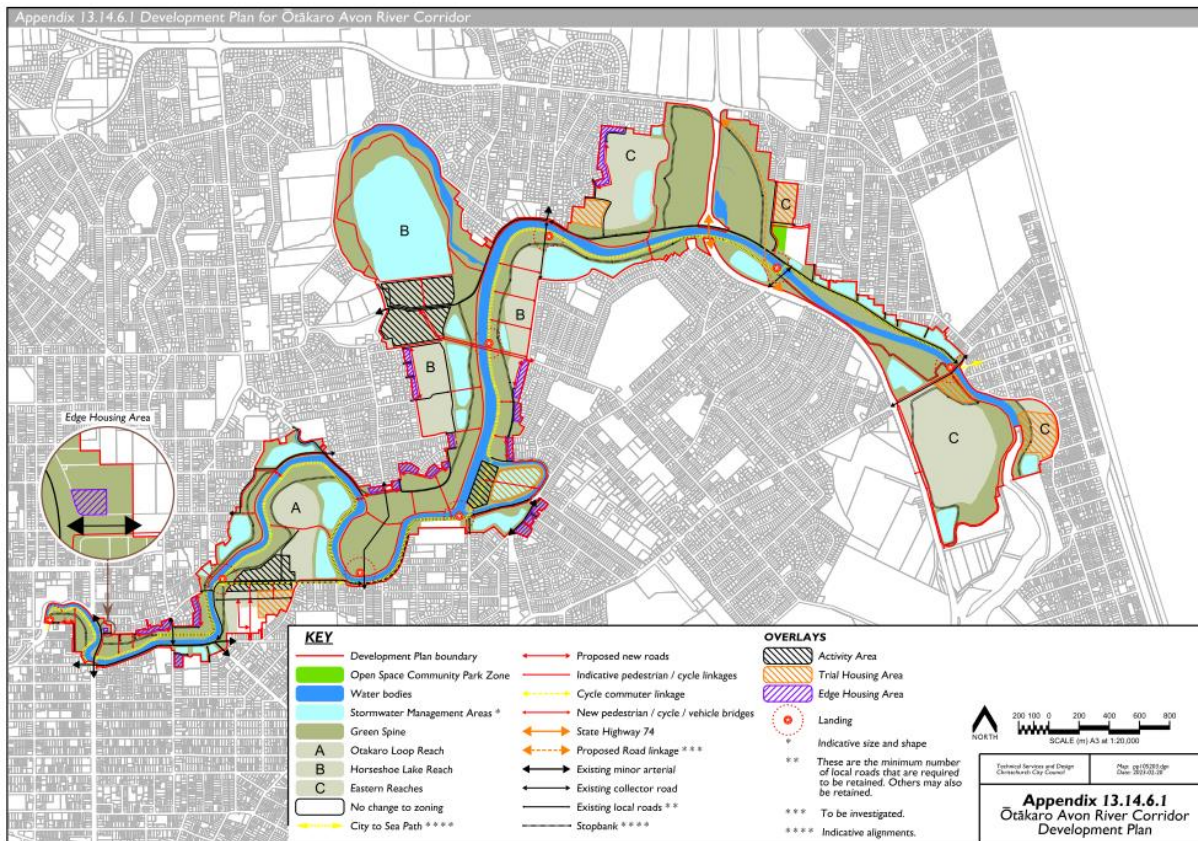 Appendix 13.14.6.1 Development Plan for Ōtākaro Avon River Corridor
C
C
B
B
B
C
C
A
Edge Housing Area
KEY
Development Plan boundary
Open Space Community Park Zone
Water bodies
Stormwater Management Areas *
Green Spine
A Otakaro Loop Reach
B Horseshoe Lake Reach
C Eastern Reaches
No change to zoning
City to Sea Path ****
Proposed new roads
Indicative pedestrian / cycle linkages
Cycle commuter linkage
New pedestrian / cycle / vehicle bridges
State Highway 74
Proposed Road linkage ***
Existing minor arterial
Existing collector road
Existing local roads **
Stopbank ****
OVERLAYS
Activity Area
Trial Housing Area
Edge Housing Area
Landing
* Indicative size and shape
** These are the minimum number
of local roads that are required
to be retained. Others may also
be retained.
*** To be investigated.
**** Indicative alignments.
NORTH
200 100 0 200 400 600 800
SCALE (m) A3 at 1:20,000
Technical Services and Design
Christchurch City Council
Date: 2023-02-20
Appendix 13.14.6.1
Ōtākaro Avon River Corridor
Development Plan